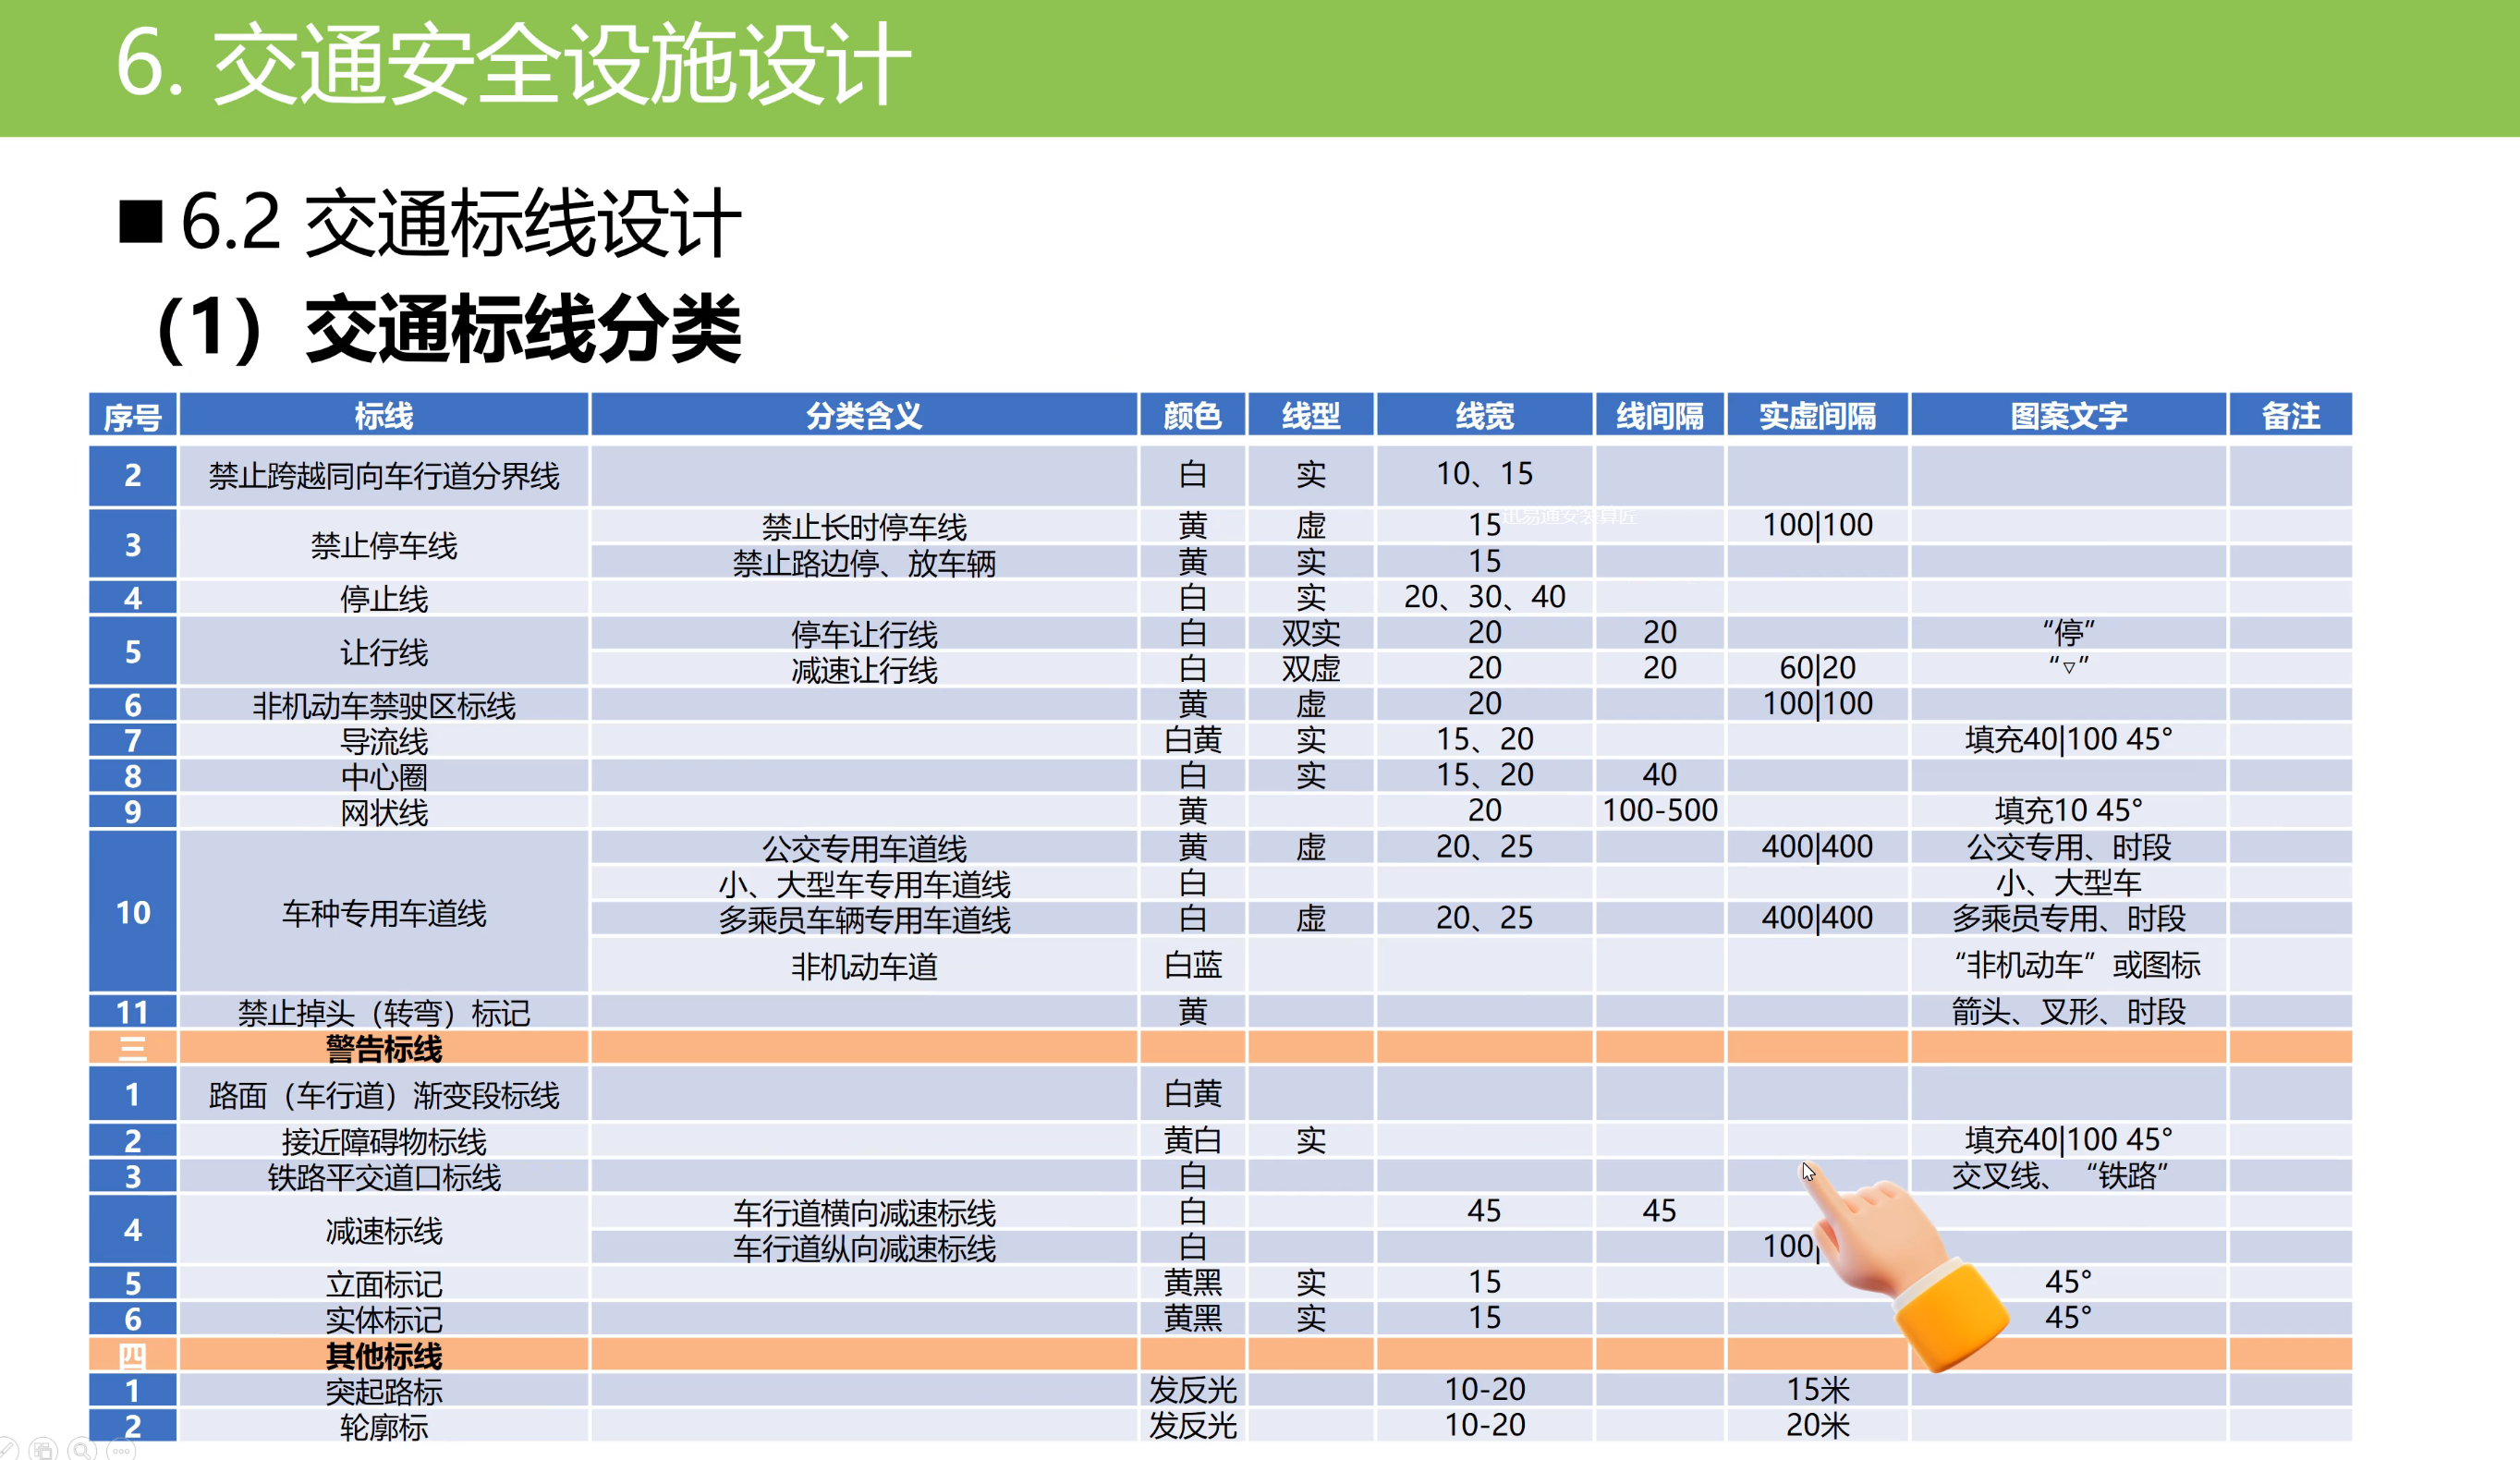 6. 交通安全设施设计
■6.2 交通标线设计
（1）交通标线分类
序号 标线 分类含义 颜色 线型 线宽 线间隔 实虚间隔 图案文字 备注
2 禁止跨越同向车行道分界线 白 实 10、15
3 禁止停车线 禁止长时停车线 黄 虚 15 100|100
禁止路边停、放车辆 黄 实 15
4 停止线 白 实 20、30、40
5 让行线 停车让行线 白 双实 20 20 “停”
减速让行线 白 双虚 20 20 60|20 “▽”
6 非机动车禁驶区标线 黄 虚 20 100|100
7 导流线 白黄 实 15、20 填充40|100 45°
8 中心圈 白 实 15、20 40
9 网状线 黄 20 100-500 填充10 45°
10 车种专用车道线 公交专用车道线 黄 虚 20、25 400|400 公交专用、时段
小、大型车专用车道线 白 小、大型车
多乘员车辆专用车道线 白 虚 20、25 400|400 多乘员专用、时段
非机动车道 白蓝 “非机动车”或图标
11 禁止掉头（转弯）标记 黄 箭头、叉形、时段
三 警告标线
1 路面（车行道）渐变段标线 白黄
2 接近障碍物标线 黄白 实 填充40|100 45°
3 铁路平交道口标线 白 交叉线、“铁路”
4 减速标线 车行道横向减速标线 白 45 45
车行道纵向减速标线 白 100|
5 立面标记 黄黑 实 15 45°
6 实体标记 黄黑 实 15 45°
四 其他标线
1 突起路标 发反光 10-20 15米
2 轮廓标 发反光 10-20 20米